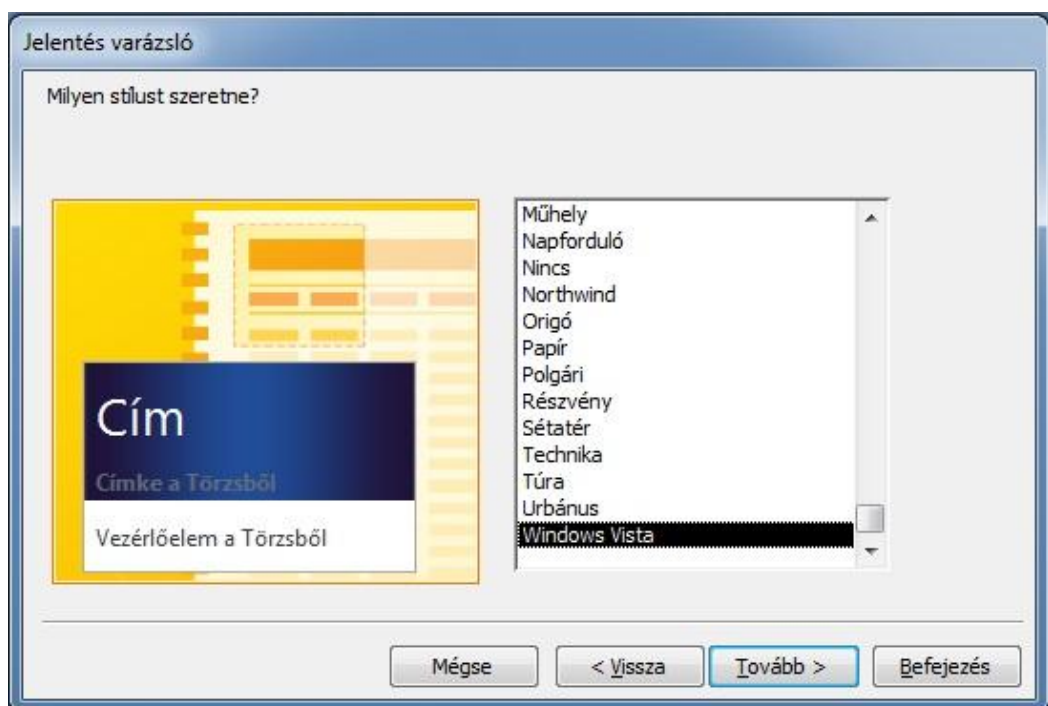 Jelentés varázsló
Milyen stílust szeretne?
Cím
Címke a Törzsből
Vezérlőelem a Törzsből
Műhely
Napforduló
Nincs
Northwind
Origó
Papír
Polgári
Részvény
Sétatér
Technika
Túra
Urbánus
Windows Vista
Mégse
< Vissza
Tovább >
Befejezés